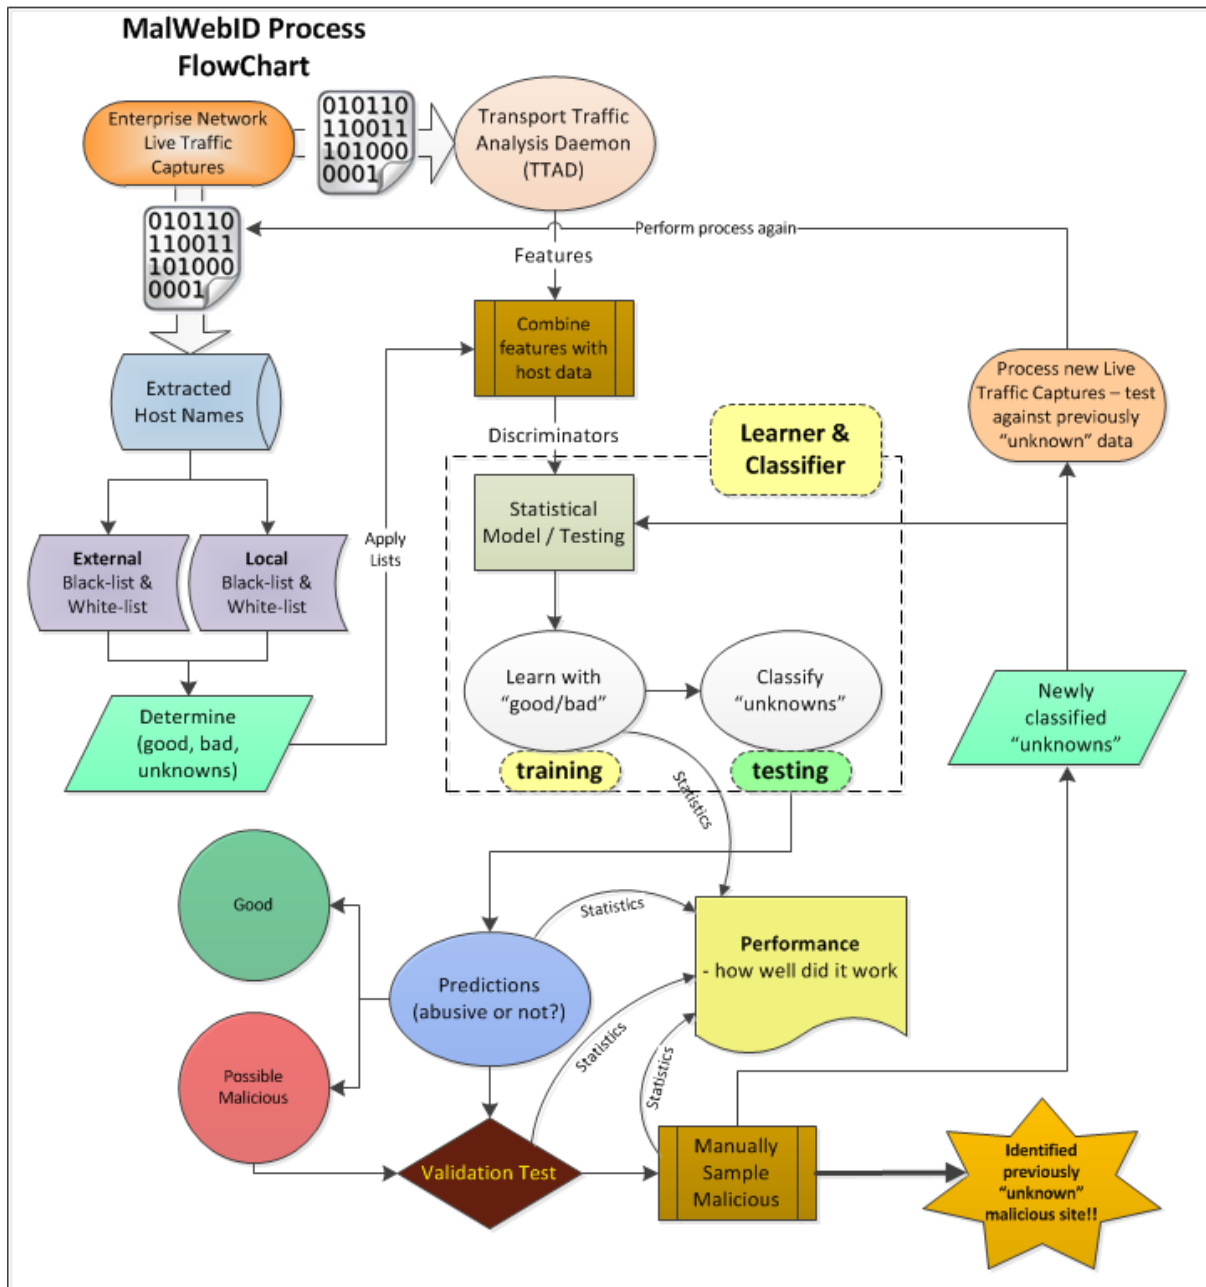 MalWebID Process
FlowChart
Enterprise Network
Live Traffic
Captures
010110
110011
101000
0001
Transport Traffic
Analysis Daemon
(TTAD)
010110
110011
101000
0001
Perform process again
Features
Combine
features with
host data
Extracted
Host Names
Process new Live
Traffic Captures – test
against previously
“unknown” data
Discriminators
Learner &
Classifier
Statistical
Model / Testing
Apply
Lists
External
Black-list &
White-list
Local
Black-list &
White-list
Learn with
“good/bad”
Classify
“unknowns”
Determine
(good, bad,
unknowns)
Newly
classified
“unknowns”
training
testing
Statistics
Good
Statistics
Performance
- how well did it work
Predictions
(abusive or not?)
Statistics
Statistics
Possible
Malicious
Validation Test
Manually
Sample
Malicious
Identified
previously
“unknown”
malicious site!!